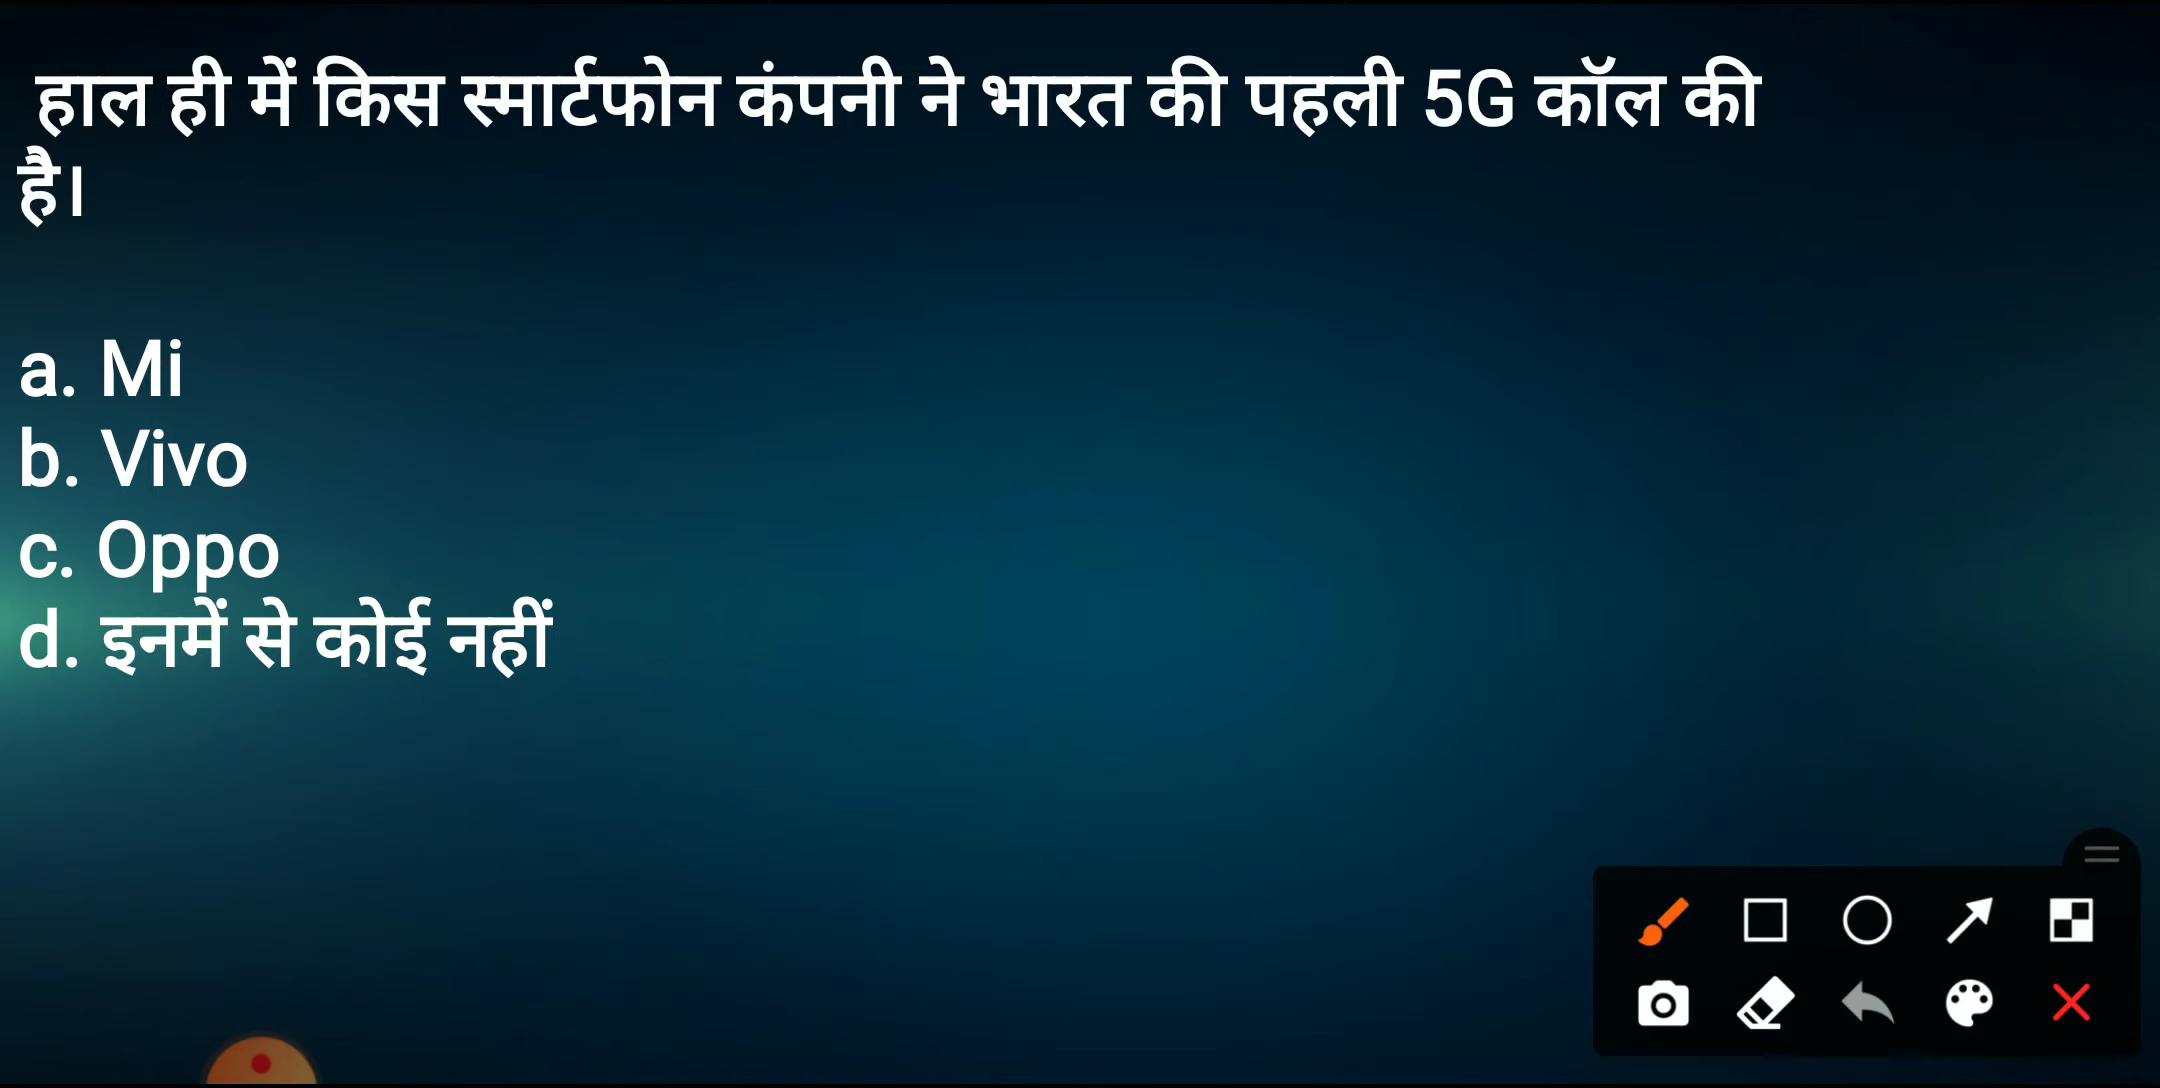 हाल ही में किस स्मार्टफोन कंपनी ने भारत की पहली 5G कॉल की
है।
a. Mi
b. Vivo
c. Oppo
d. इनमें से कोई नहीं